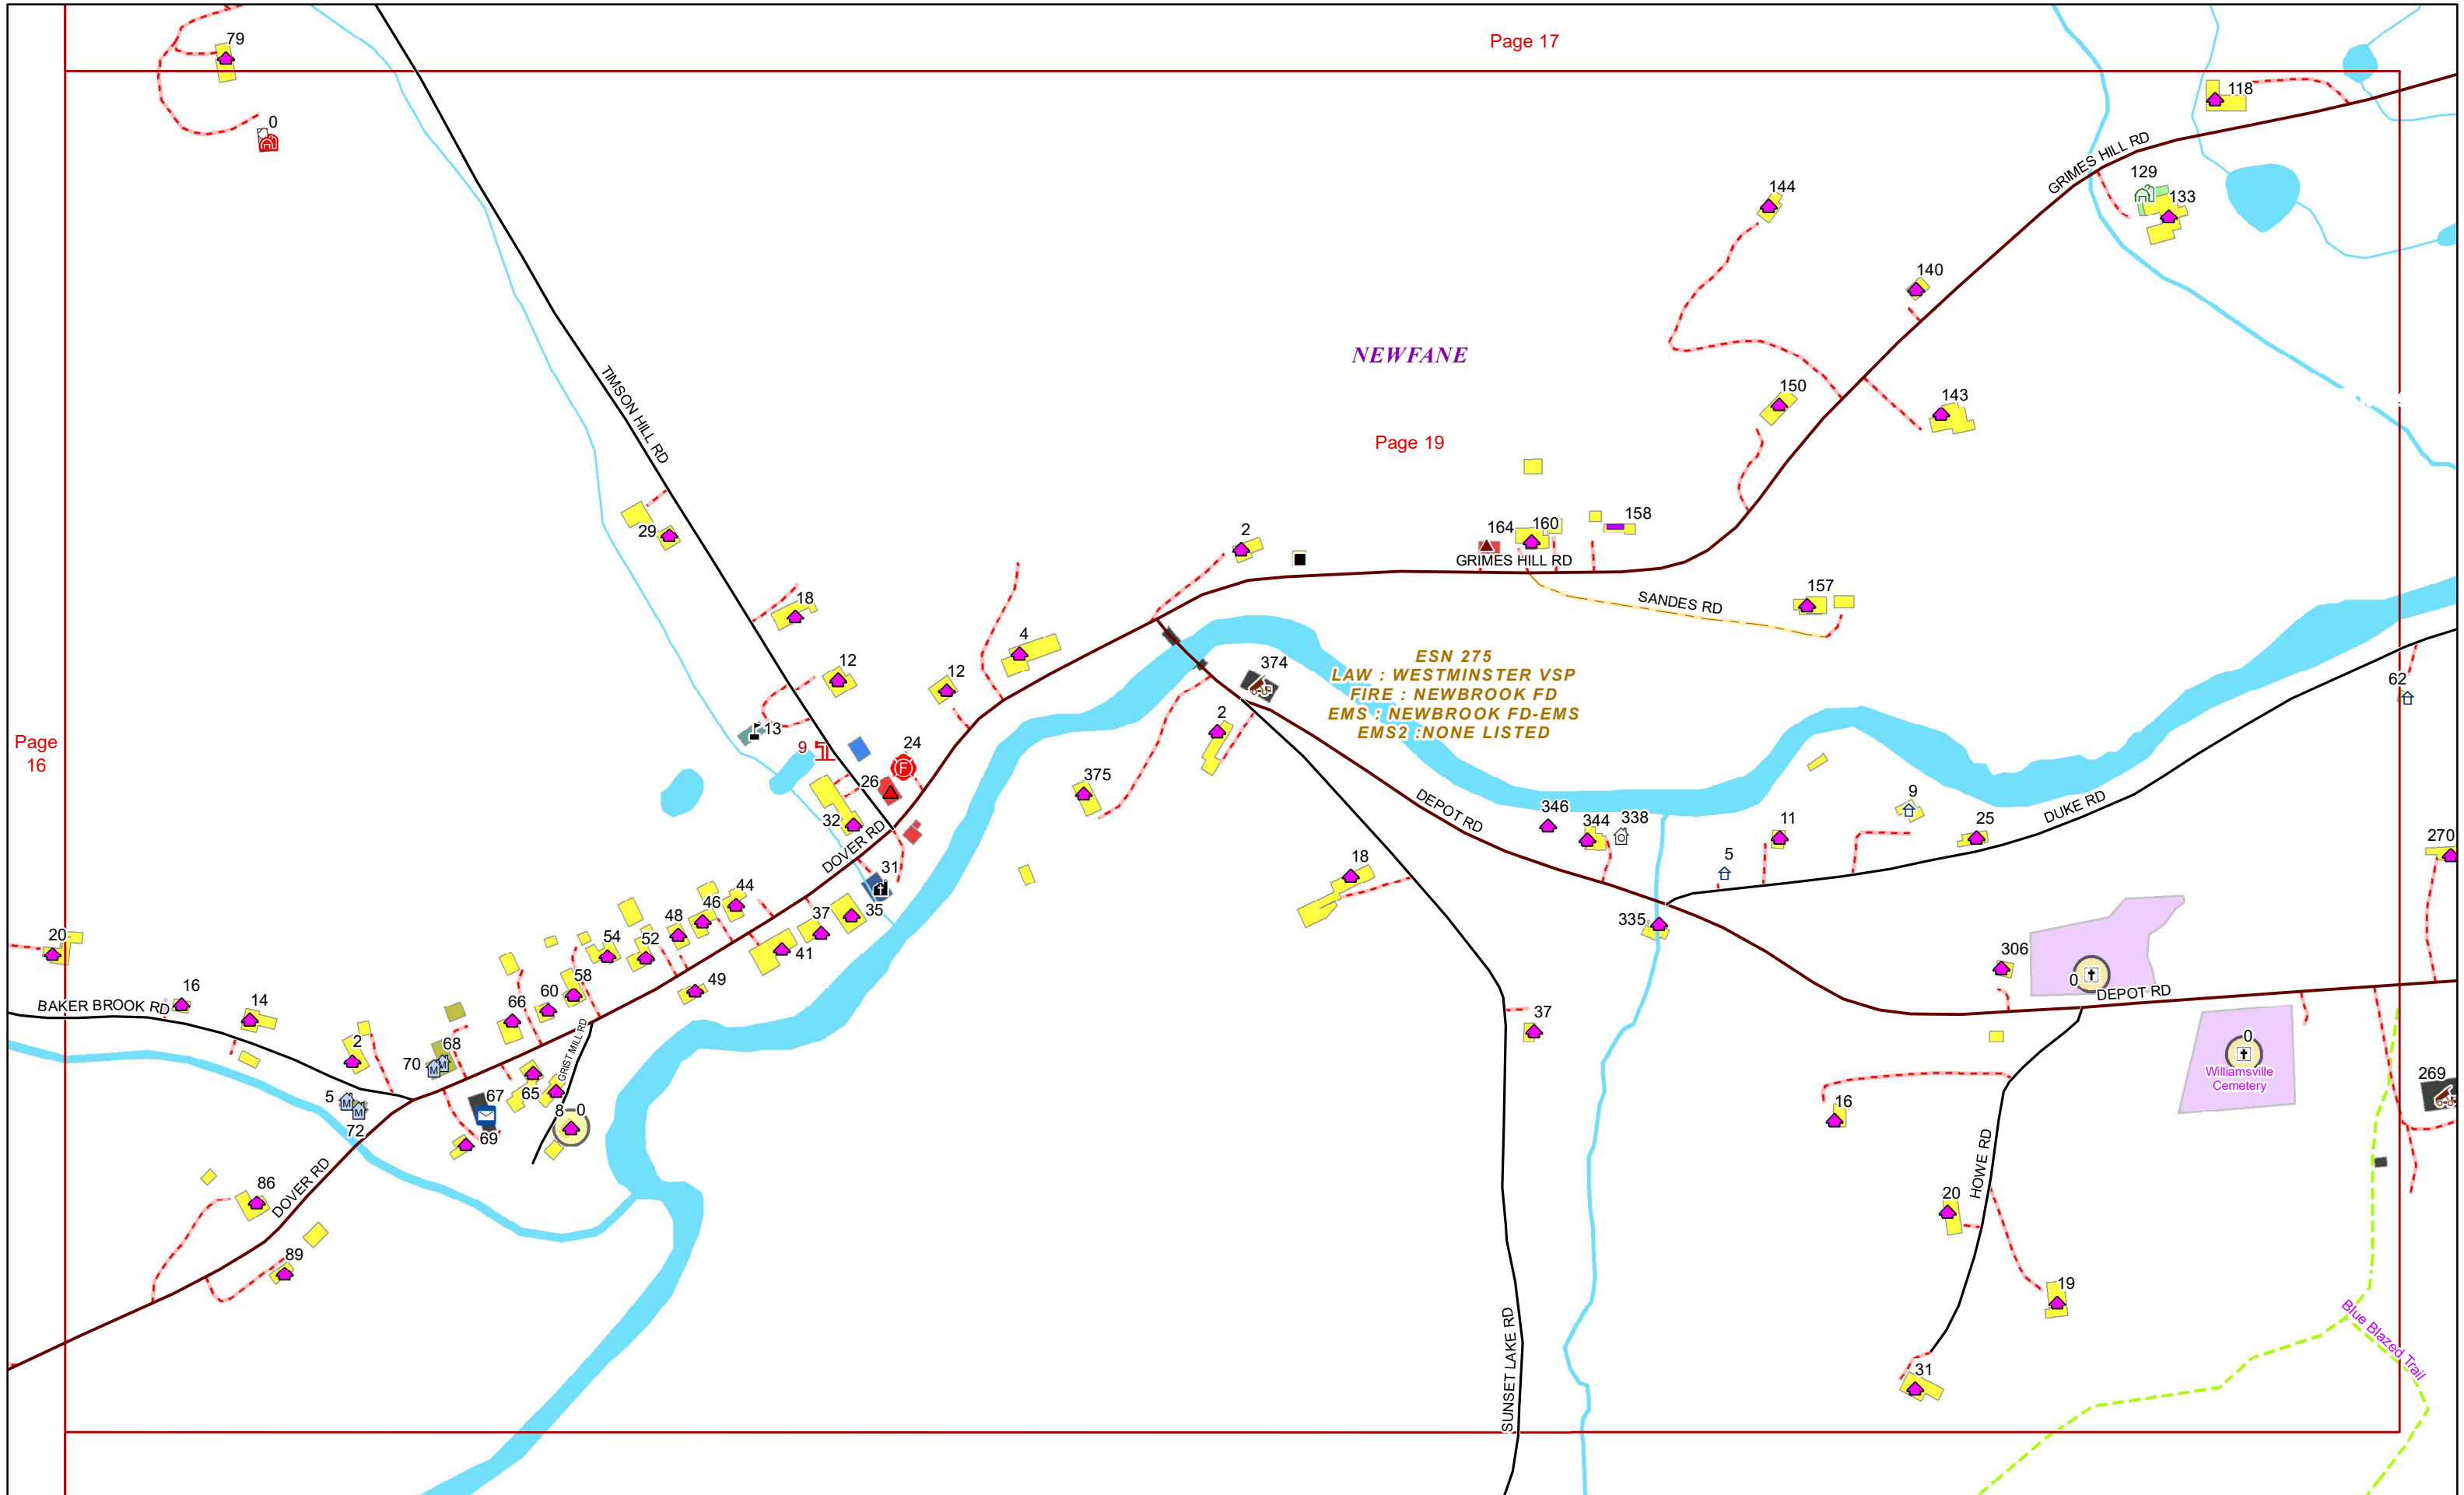 79
Page 17
118
0
GRIMES HILL RD
129
133
144
140
NEWFANE
TIMSON HILL RD
150
143
Page 19
29
2
164
160
158
GRIMES HILL RD
SANDES RD
157
18
4
12
12
374
ESN 275
LAW : WESTMINSTER VSP
FIRE : NEWBROOK FD
EMS : NEWBROOK FD-EMS
EMS2 :NONE LISTED
62
Page
16
13
9
24
F
26
2
375
32
DOVER RD
DEPOT RD
346
344
338
11
9
25
DUKE RD
5
270
31
18
35
44
46
37
48
41
52
54
335
20
306
0
DEPOT RD
49
58
60
66
16
BAKER BROOK RD
14
2
37
GRIST MILL RD
68
70
M
M
0
Williamsville
Cemetery
269
5
M
M
72
67
65
8
0
69
16
HOWE RD
86
DOVER RD
20
89
19
SUNSET LAKE RD
Blue Blazed Trail
31